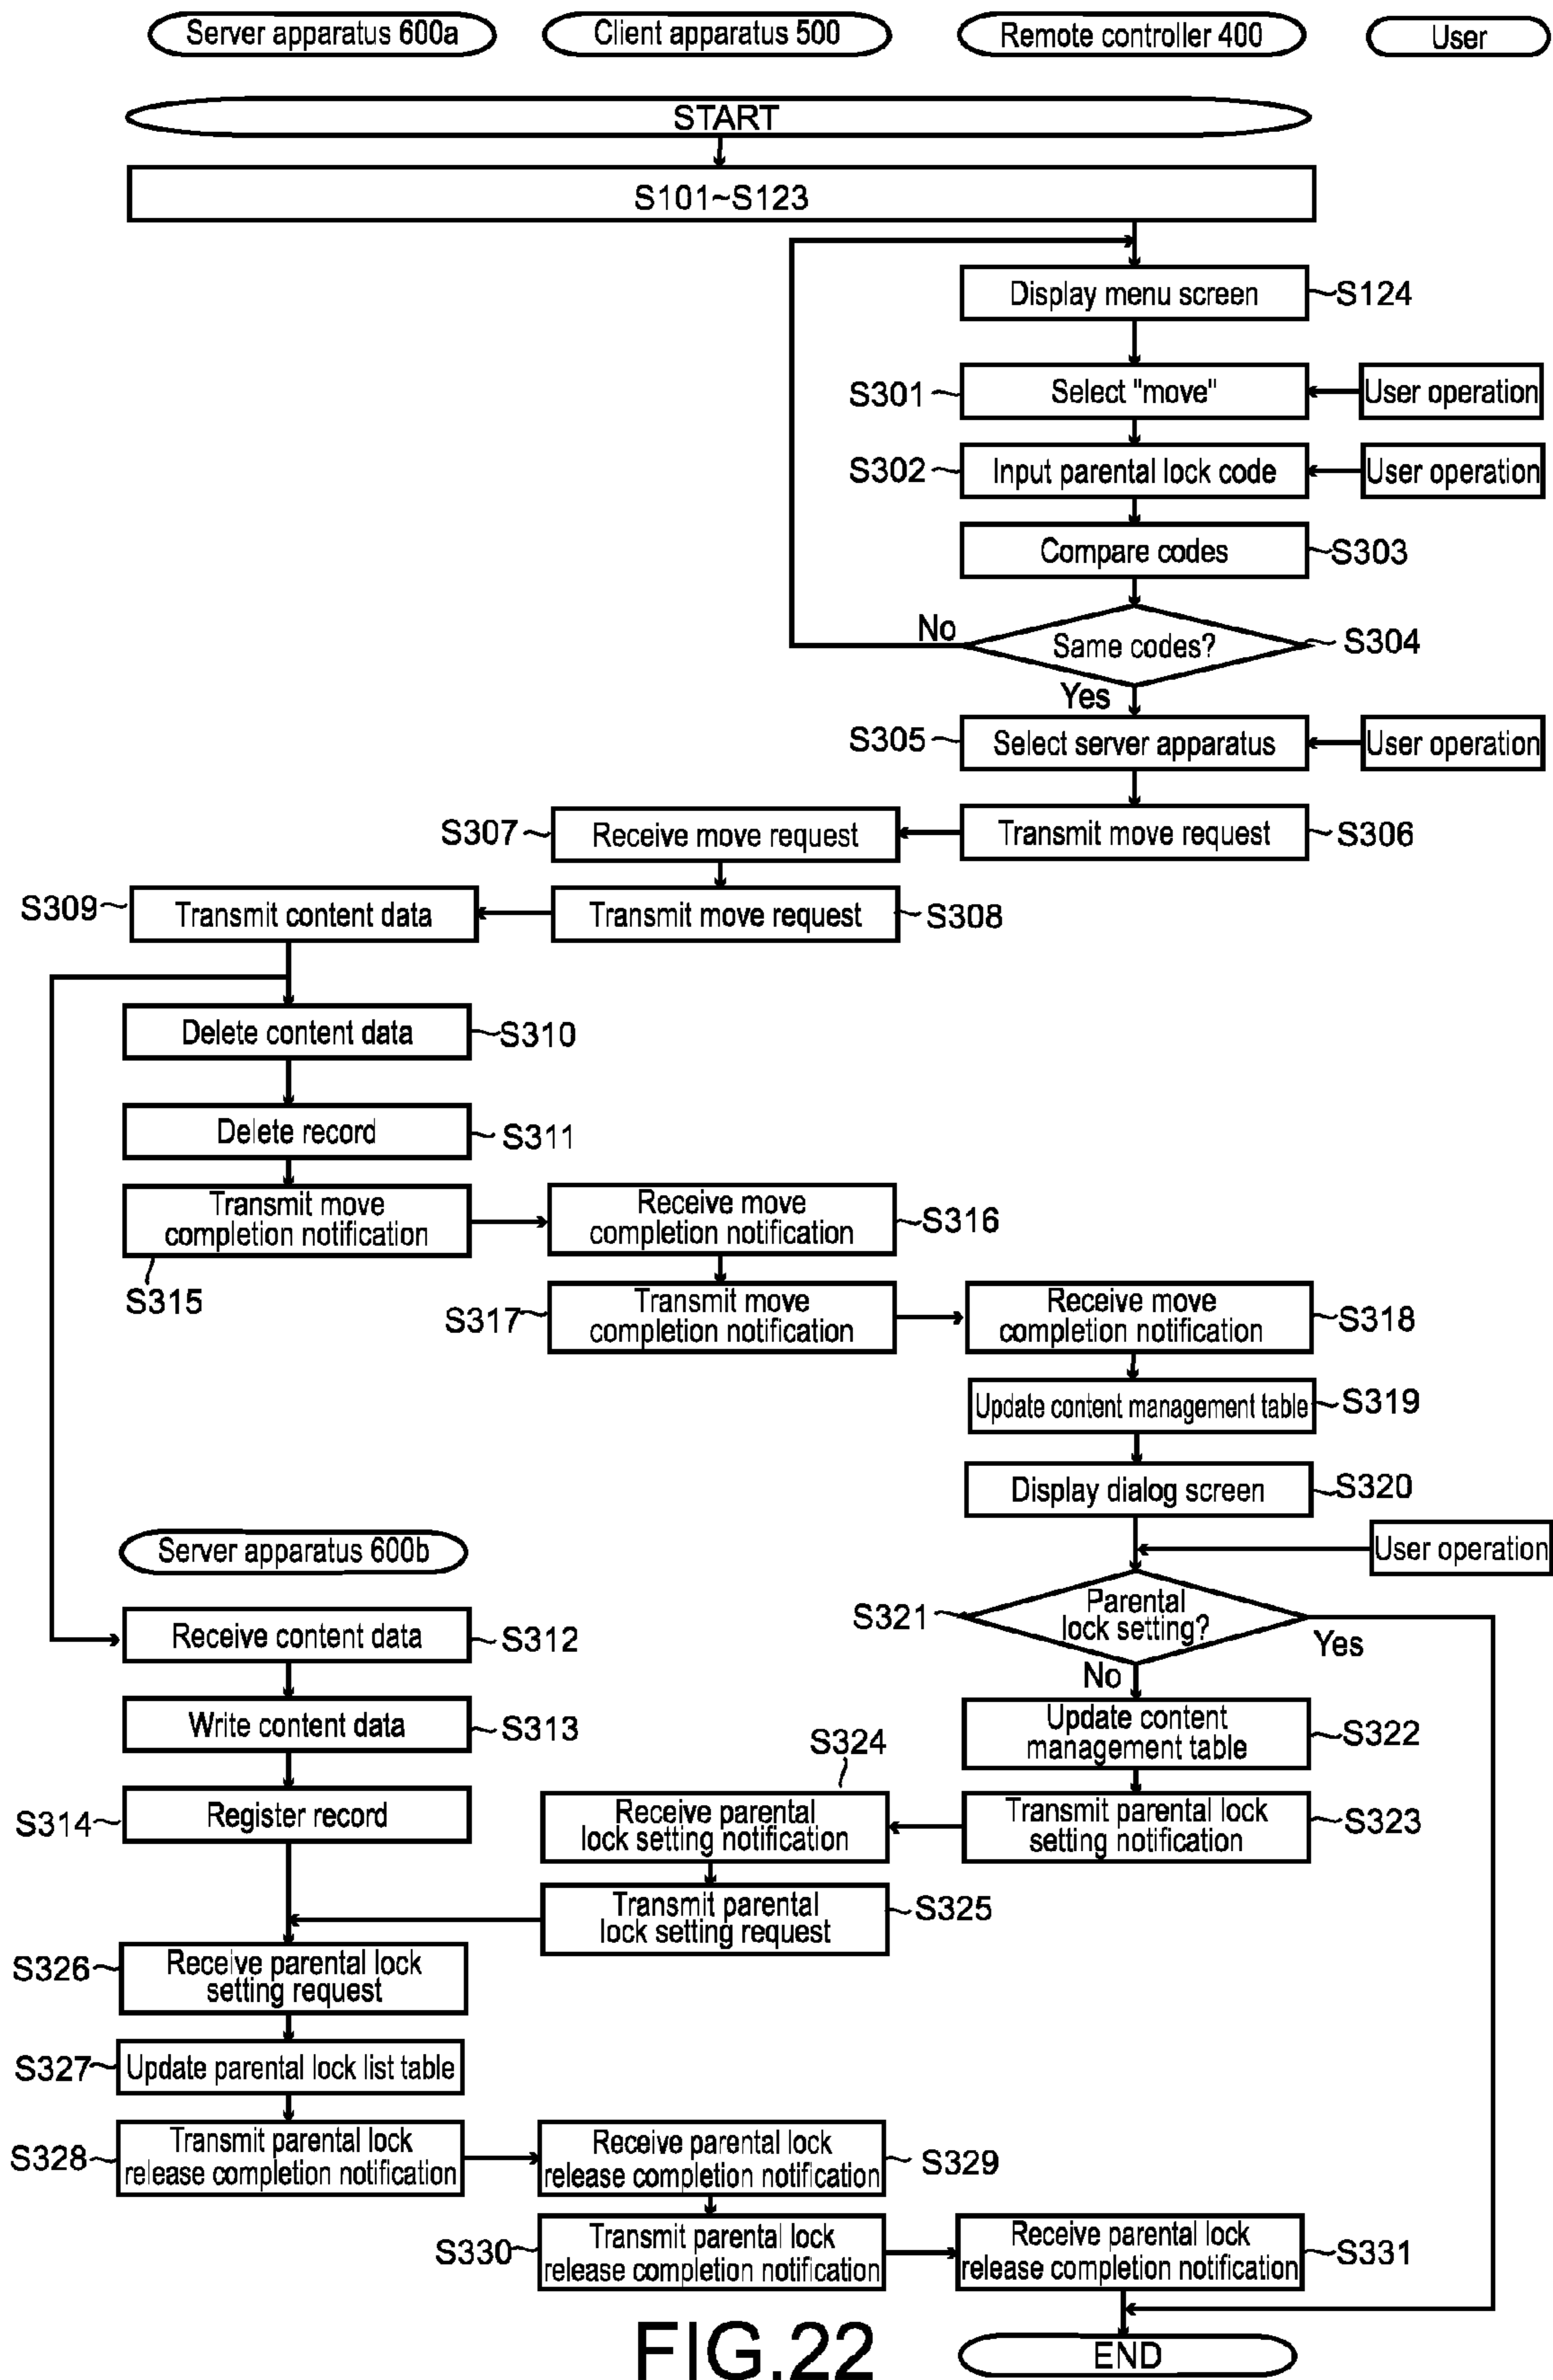 Server apparatus 600a
Client apparatus 500
Remote controller 400
User
START
S101~S123
Display menu screen
S124
S301
Select "move"
User operation
S302
Input parental lock code
User operation
Compare codes
S303
No
Same codes?
S304
Yes
S305
Select server apparatus
User operation
S307
Receive move request
Transmit move request
S306
S309
Transmit content data
Transmit move request
S308
Delete content data
S310
Delete record
S311
Transmit move
completion notification
S315
Receive move
completion notification
S316
S317
Transmit move
completion notification
Receive move
completion notification
S318
Update content management table
S319
Display dialog screen
S320
Server apparatus 600b
User operation
S321
Parental
lock setting?
Yes
No
Receive content data
S312
Write content data
S313
Update content
management table
S322
S324
S314
Register record
Receive parental
lock setting notification
Transmit parental lock
setting notification
S323
Transmit parental
lock setting request
S325
S326
Receive parental lock
setting request
S327
Update parental lock list table
S328
Transmit parental lock
release completion notification
Receive parental lock
release completion notification
S329
S330
Transmit parental lock
release completion notification
Receive parental lock
release completion notification
S331
END
FIG.22